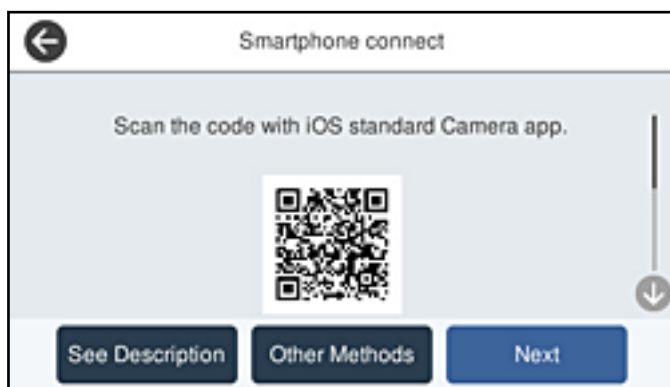 Smartphone connect
Scan the code with iOS standard Camera app.
See Description
Other Methods
Next